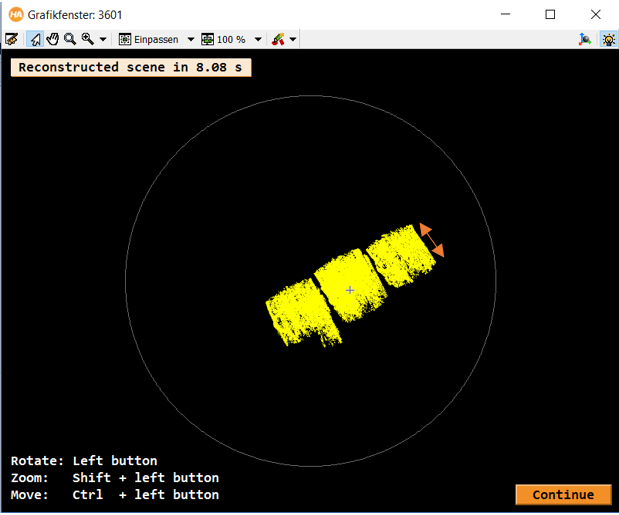 HA Grafikfenster: 3601
Einpassen 100 %
Reconstructed scene in 8.08 s
Rotate: Left button
Zoom: Shift + left button
Move: Ctrl + left button
Continue